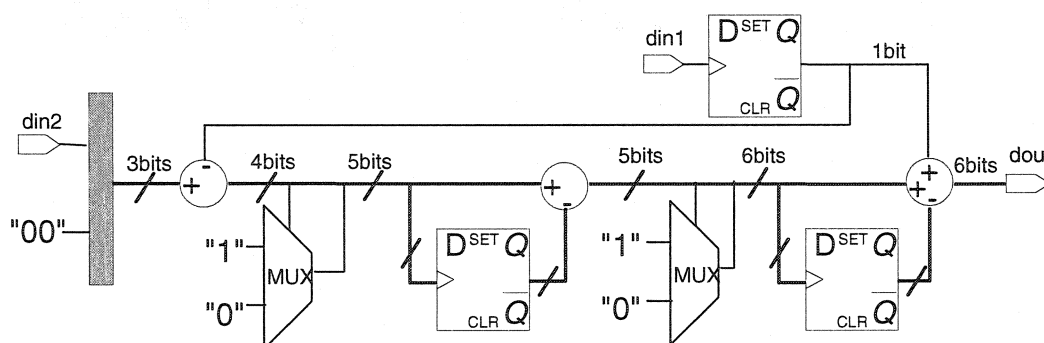 D SET Q
din1
1bit
Q
CLR
din2
3bits
4bits
5bits
5bits
6bits
6bits
dou
"00"
"1"
MUX
"0"
D SET Q
Q
CLR
"1"
MUX
"0"
D SET Q
Q
CLR